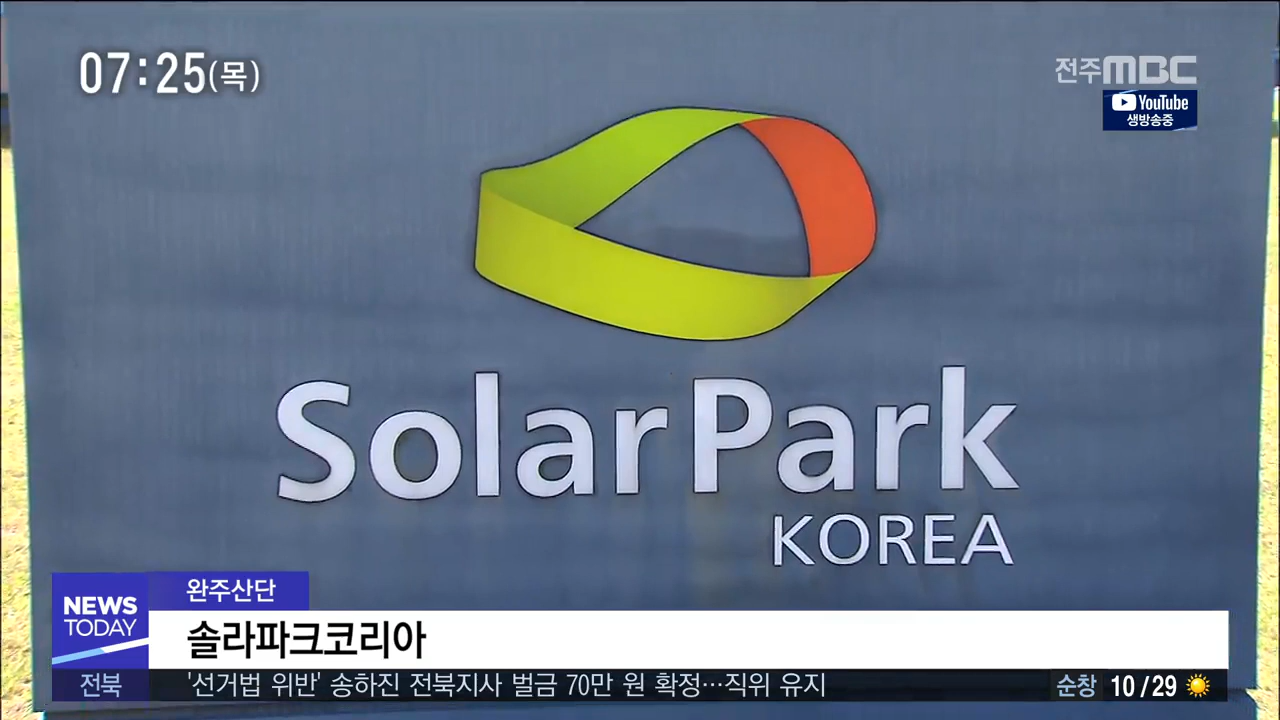 07:25(목)
전주MBC
YouTube
생방송중
Solar Park
KOREA
완주산단
NEWS
TODAY
솔라파크코리아
전북
'선거법 위반' 송하진 전북지사 벌금 70만 원 확정…직위 유지
순창 10/29